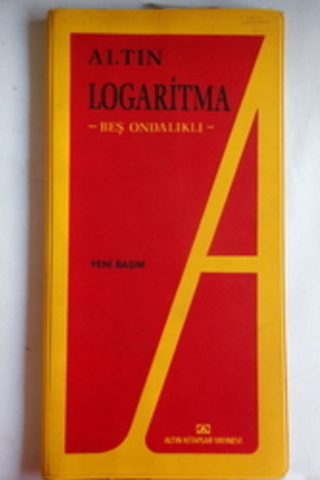 ALTIN
LOGARİTMA
- BEŞ ONDALIKLI -
YENİ BASIM
ALTIN KİTAPLAR YAYINEVİ